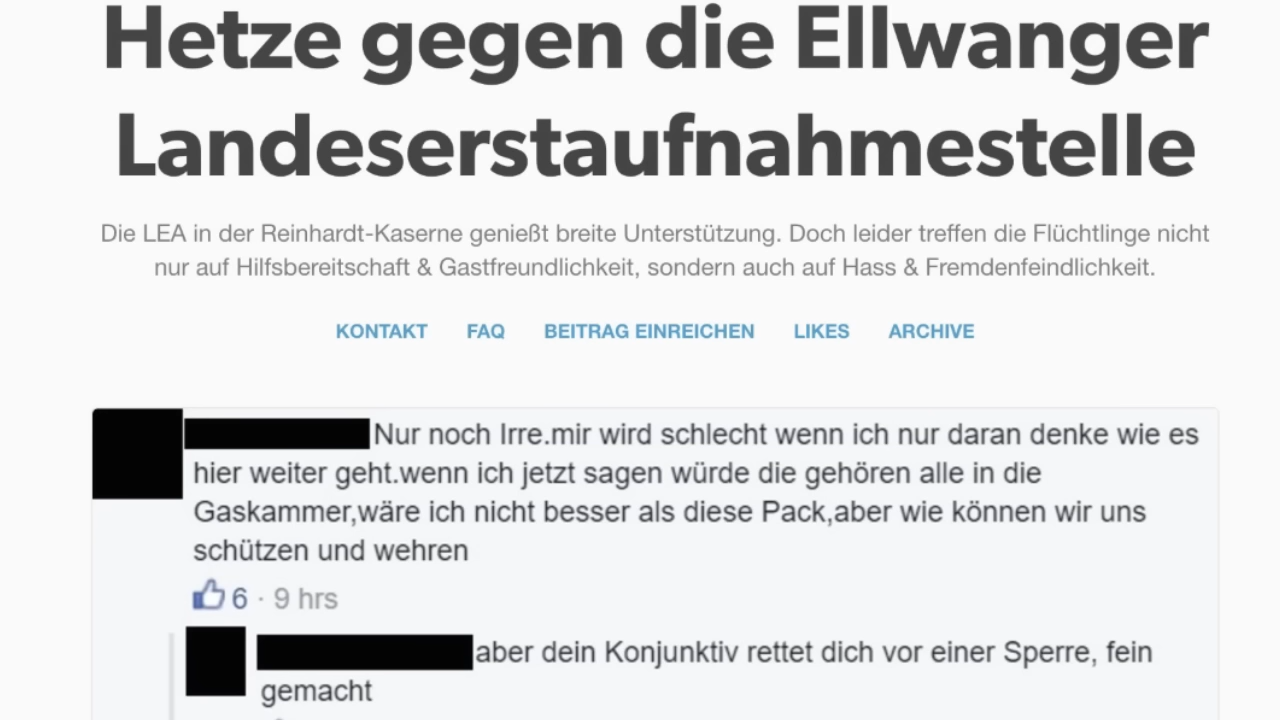 Hetze gegen die Ellwanger
Landeserstaufnahmestelle
Die LEA in der Reinhardt-Kaserne genießt breite Unterstützung. Doch leider treffen die Flüchtlinge nicht
nur auf Hilfsbereitschaft & Gastfreundlichkeit, sondern auch auf Hass & Fremdenfeindlichkeit.
KONTAKT FAQ BEITRAG EINREICHEN LIKES ARCHIVE
Nur noch Irre.mir wird schlecht wenn ich nur daran denke wie es
hier weiter geht.wenn ich jetzt sagen würde die gehören alle in die
Gaskammer,wäre ich nicht besser als diese Pack,aber wie können wir uns
schützen und wehren
6 · 9 hrs
aber dein Konjunktiv rettet dich vor einer Sperre, fein
gemacht